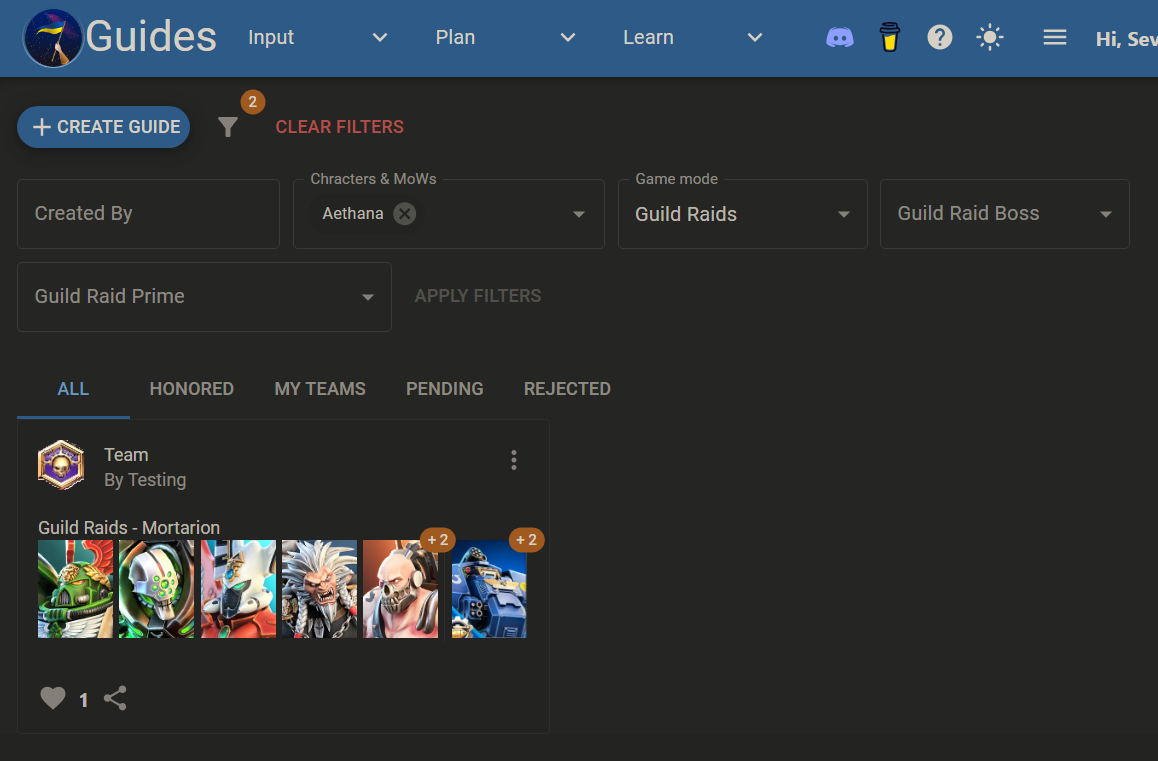 Guides Input Plan Learn Hi, Sev
2
CREATE GUIDE CLEAR FILTERS
Chracters & MoWs Game mode
Created By Aethana Guild Raids Guild Raid Boss
Guild Raid Prime APPLY FILTERS
ALL HONORED MY TEAMS PENDING REJECTED
Team
By Testing
Guild Raids - Mortarion
+ 2 + 2
1